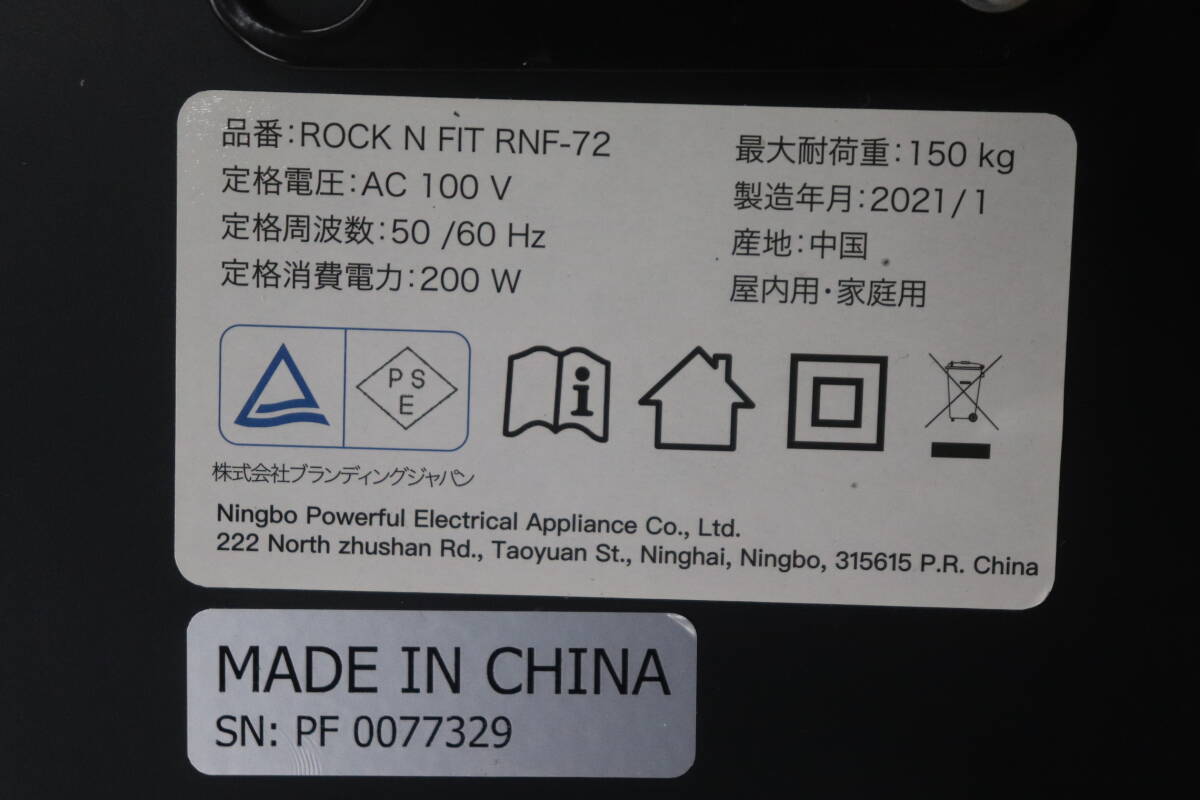 品番:ROCK N FIT RNF-72
定格電圧:AC 100 V
定格周波数:50 /60 Hz
定格消費電力:200 W
最大耐荷重:150 kg
製造年月:2021/1
産地:中国
屋内用・家庭用
PS
E
i
株式会社ブランディングジャパン
Ningbo Powerful Electrical Appliance Co., Ltd.
222 North zhushan Rd., Taoyuan St., Ninghai, Ningbo, 315615 P.R. China
MADE IN CHINA
SN: PF 0077329